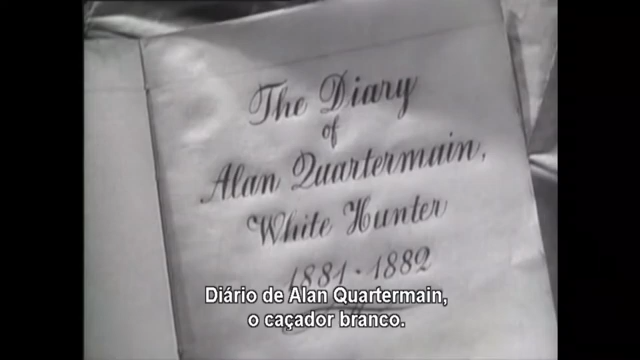 The Diary
of
Alan Quartermain,
White Hunter
1881 · 1882
Diário de Alan Quartermain,
o caçador branco.